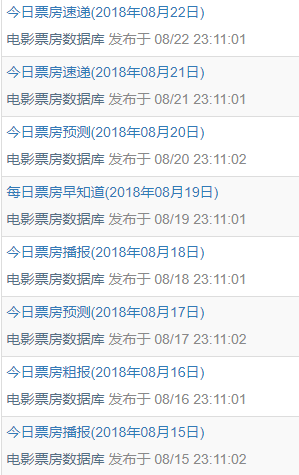 今日票房速递(2018年08月22日)
电影票房数据库 发布于 08/22 23:11:01
今日票房速递(2018年08月21日)
电影票房数据库 发布于 08/21 23:11:01
今日票房预测(2018年08月20日)
电影票房数据库 发布于 08/20 23:11:02
每日票房早知道(2018年08月19日)
电影票房数据库 发布于 08/19 23:11:01
今日票房播报(2018年08月18日)
电影票房数据库 发布于 08/18 23:11:01
今日票房预测(2018年08月17日)
电影票房数据库 发布于 08/17 23:11:02
今日票房粗报(2018年08月16日)
电影票房数据库 发布于 08/16 23:11:01
今日票房播报(2018年08月15日)
电影票房数据库 发布于 08/15 23:11:02